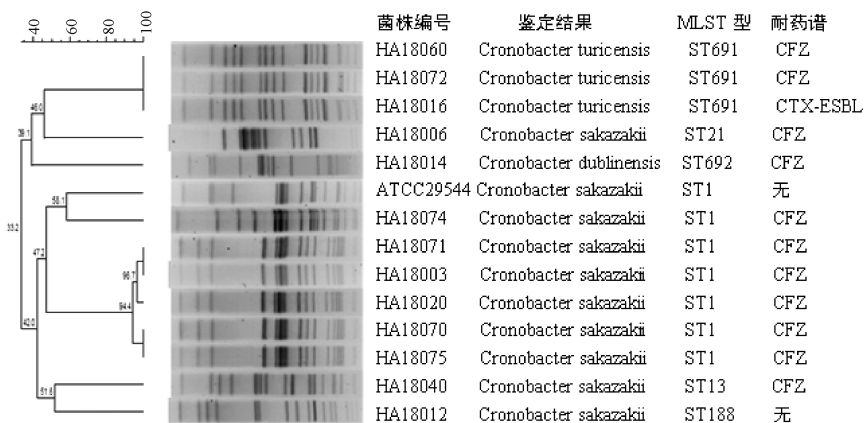 菌株编号 鉴定结果 MLST 型 耐药谱
40 60 80 100
HA18060 Cronobacter turicensis ST691 CFZ
HA18072 Cronobacter turicensis ST691 CFZ
HA18016 Cronobacter turicensis ST691 CTX-ESBL
HA18006 Cronobacter sakazakii ST21 CFZ
HA18014 Cronobacter dublinensis ST692 CFZ
ATCC29544 Cronobacter sakazakii ST1 无
HA18074 Cronobacter sakazakii ST1 CFZ
HA18071 Cronobacter sakazakii ST1 CFZ
HA18003 Cronobacter sakazakii ST1 CFZ
HA18020 Cronobacter sakazakii ST1 CFZ
HA18070 Cronobacter sakazakii ST1 CFZ
HA18075 Cronobacter sakazakii ST1 CFZ
HA18040 Cronobacter sakazakii ST13 CFZ
HA18012 Cronobacter sakazakii ST188 无
46.0
39.1
58.1
33.2
47.2
96.7
94.4
42.0
51.6